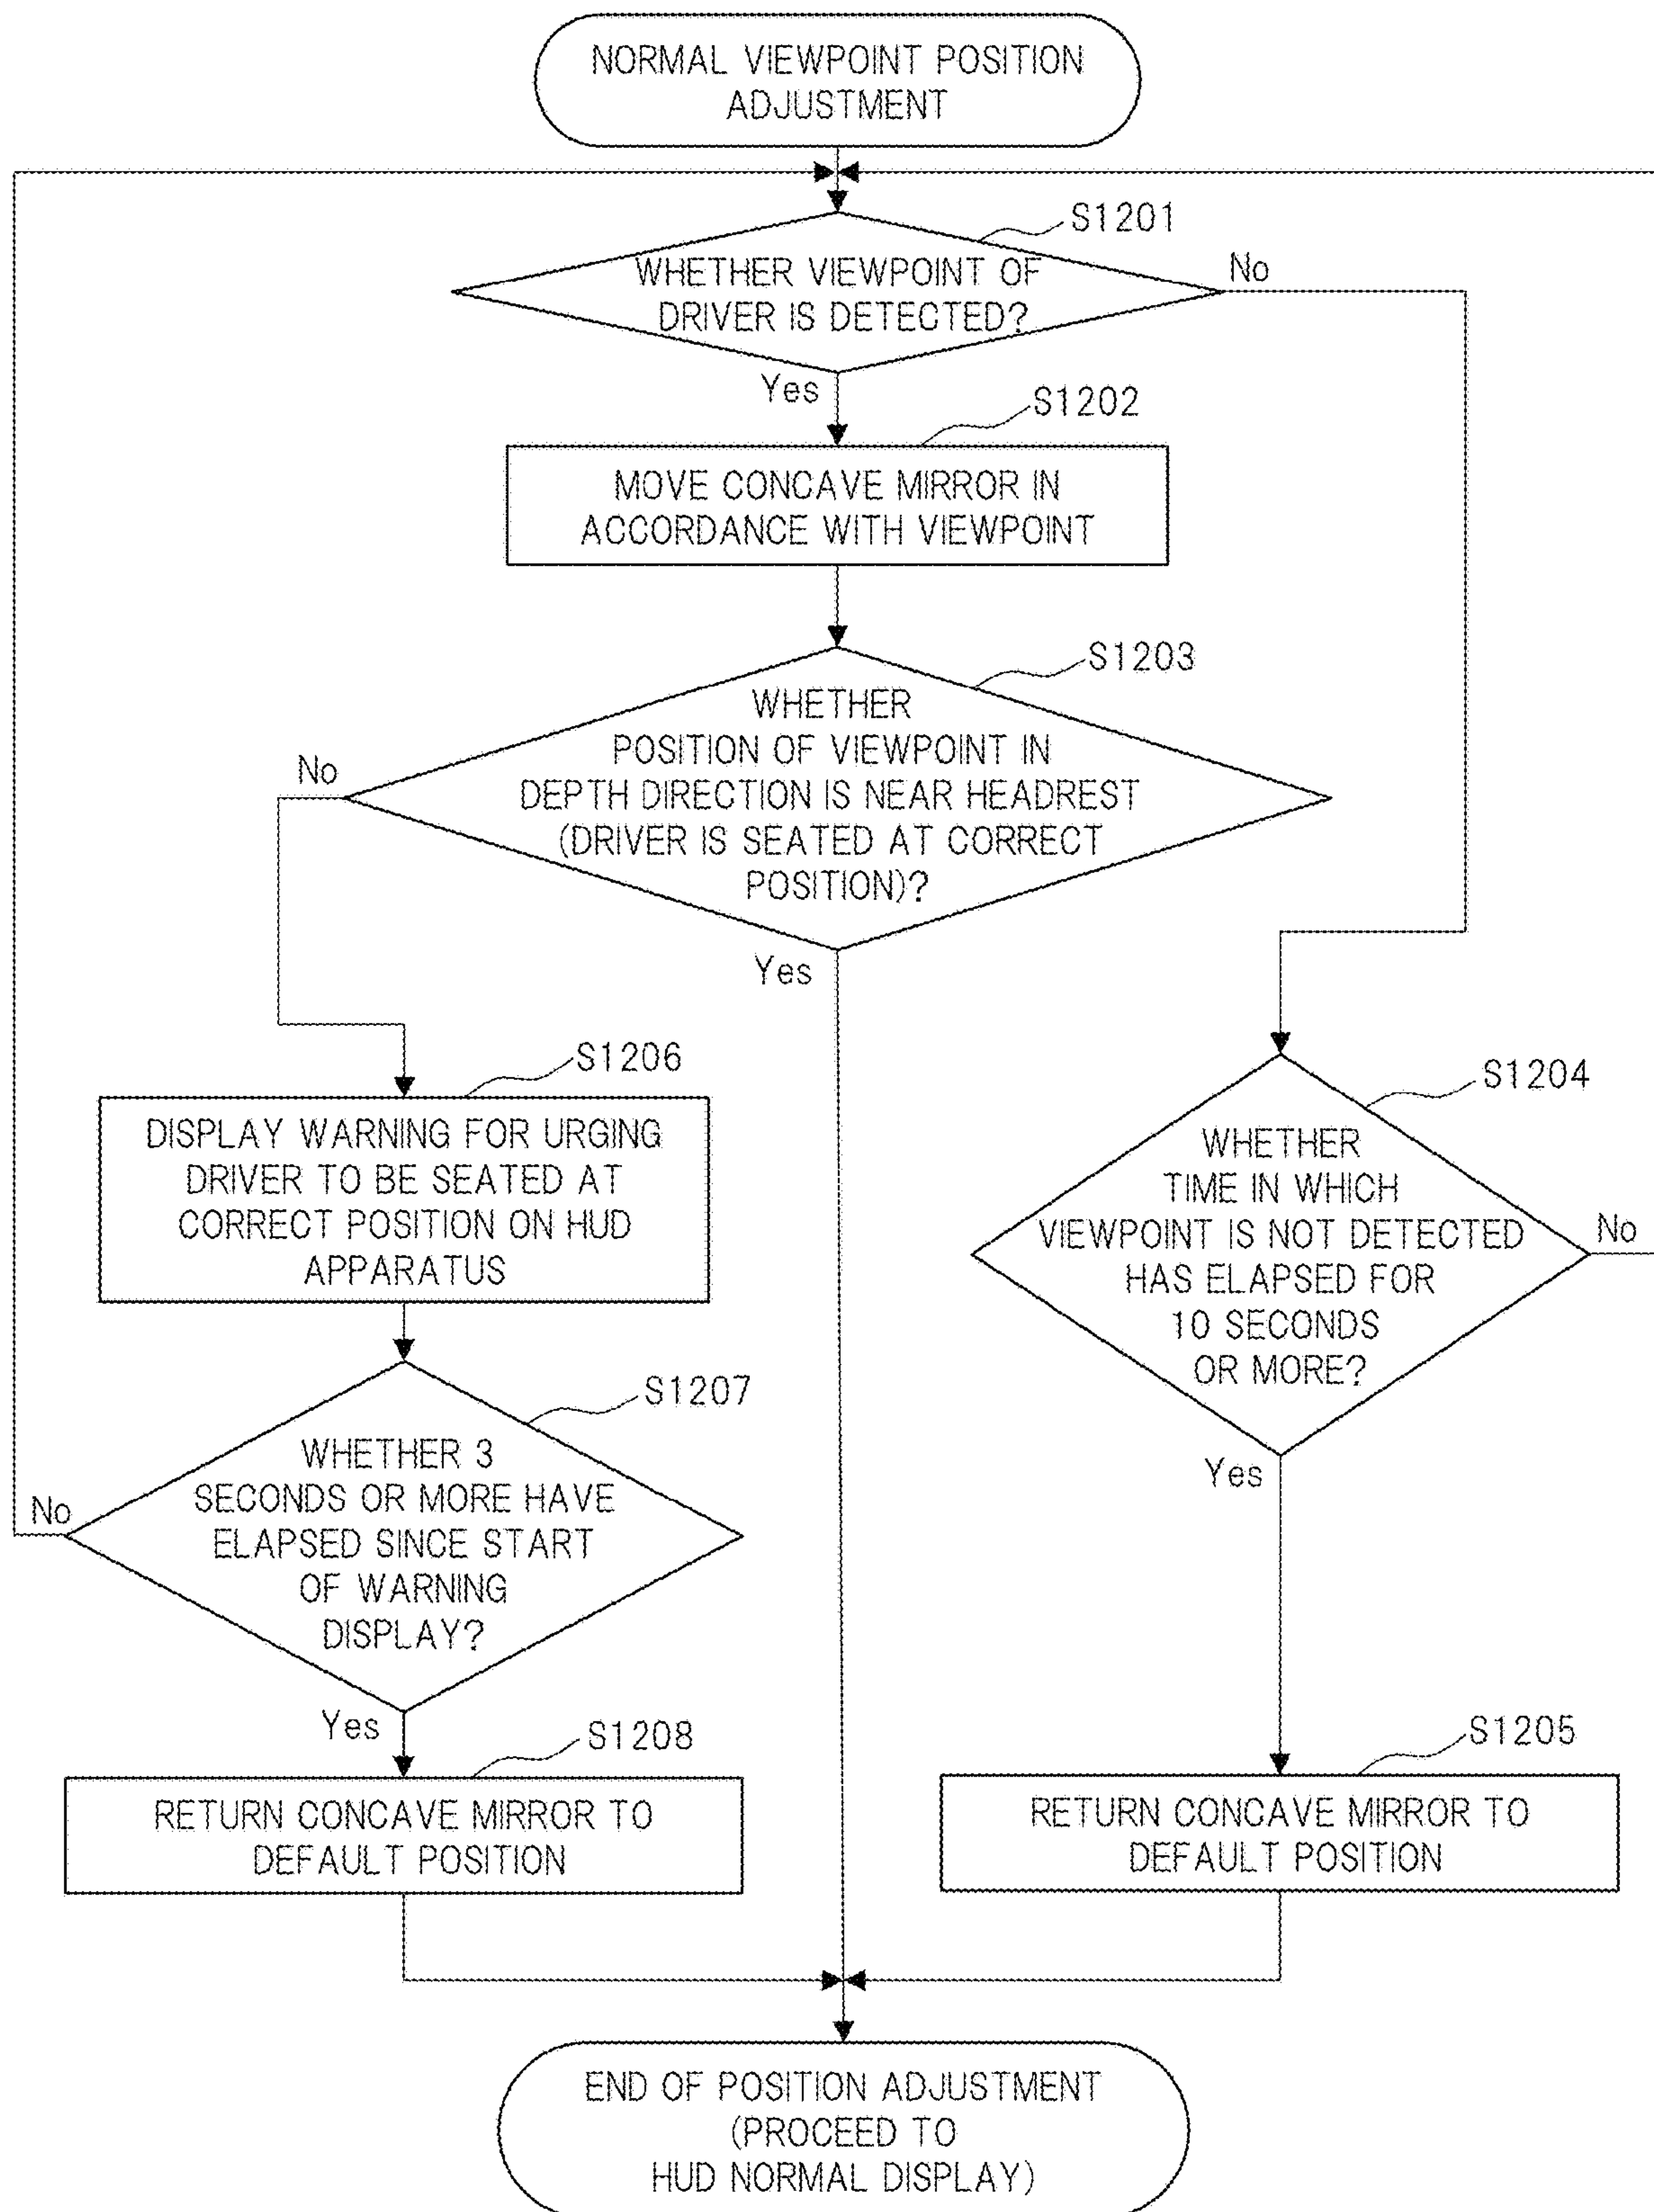 NORMAL VIEWPOINT POSITION
ADJUSTMENT
S1201
WHETHER VIEWPOINT OF
DRIVER IS DETECTED?
No
Yes
S1202
MOVE CONCAVE MIRROR IN
ACCORDANCE WITH VIEWPOINT
S1203
WHETHER
POSITION OF VIEWPOINT IN
DEPTH DIRECTION IS NEAR HEADREST
(DRIVER IS SEATED AT CORRECT
POSITION)?
No
Yes
S1206
DISPLAY WARNING FOR URGING
DRIVER TO BE SEATED AT
CORRECT POSITION ON HUD
APPARATUS
S1204
WHETHER
TIME IN WHICH
VIEWPOINT IS NOT DETECTED
HAS ELAPSED FOR
10 SECONDS
OR MORE?
No
Yes
S1207
WHETHER 3
SECONDS OR MORE HAVE
ELAPSED SINCE START
OF WARNING
DISPLAY?
No
Yes
S1208
RETURN CONCAVE MIRROR TO
DEFAULT POSITION
S1205
RETURN CONCAVE MIRROR TO
DEFAULT POSITION
END OF POSITION ADJUSTMENT
(PROCEED TO
HUD NORMAL DISPLAY)